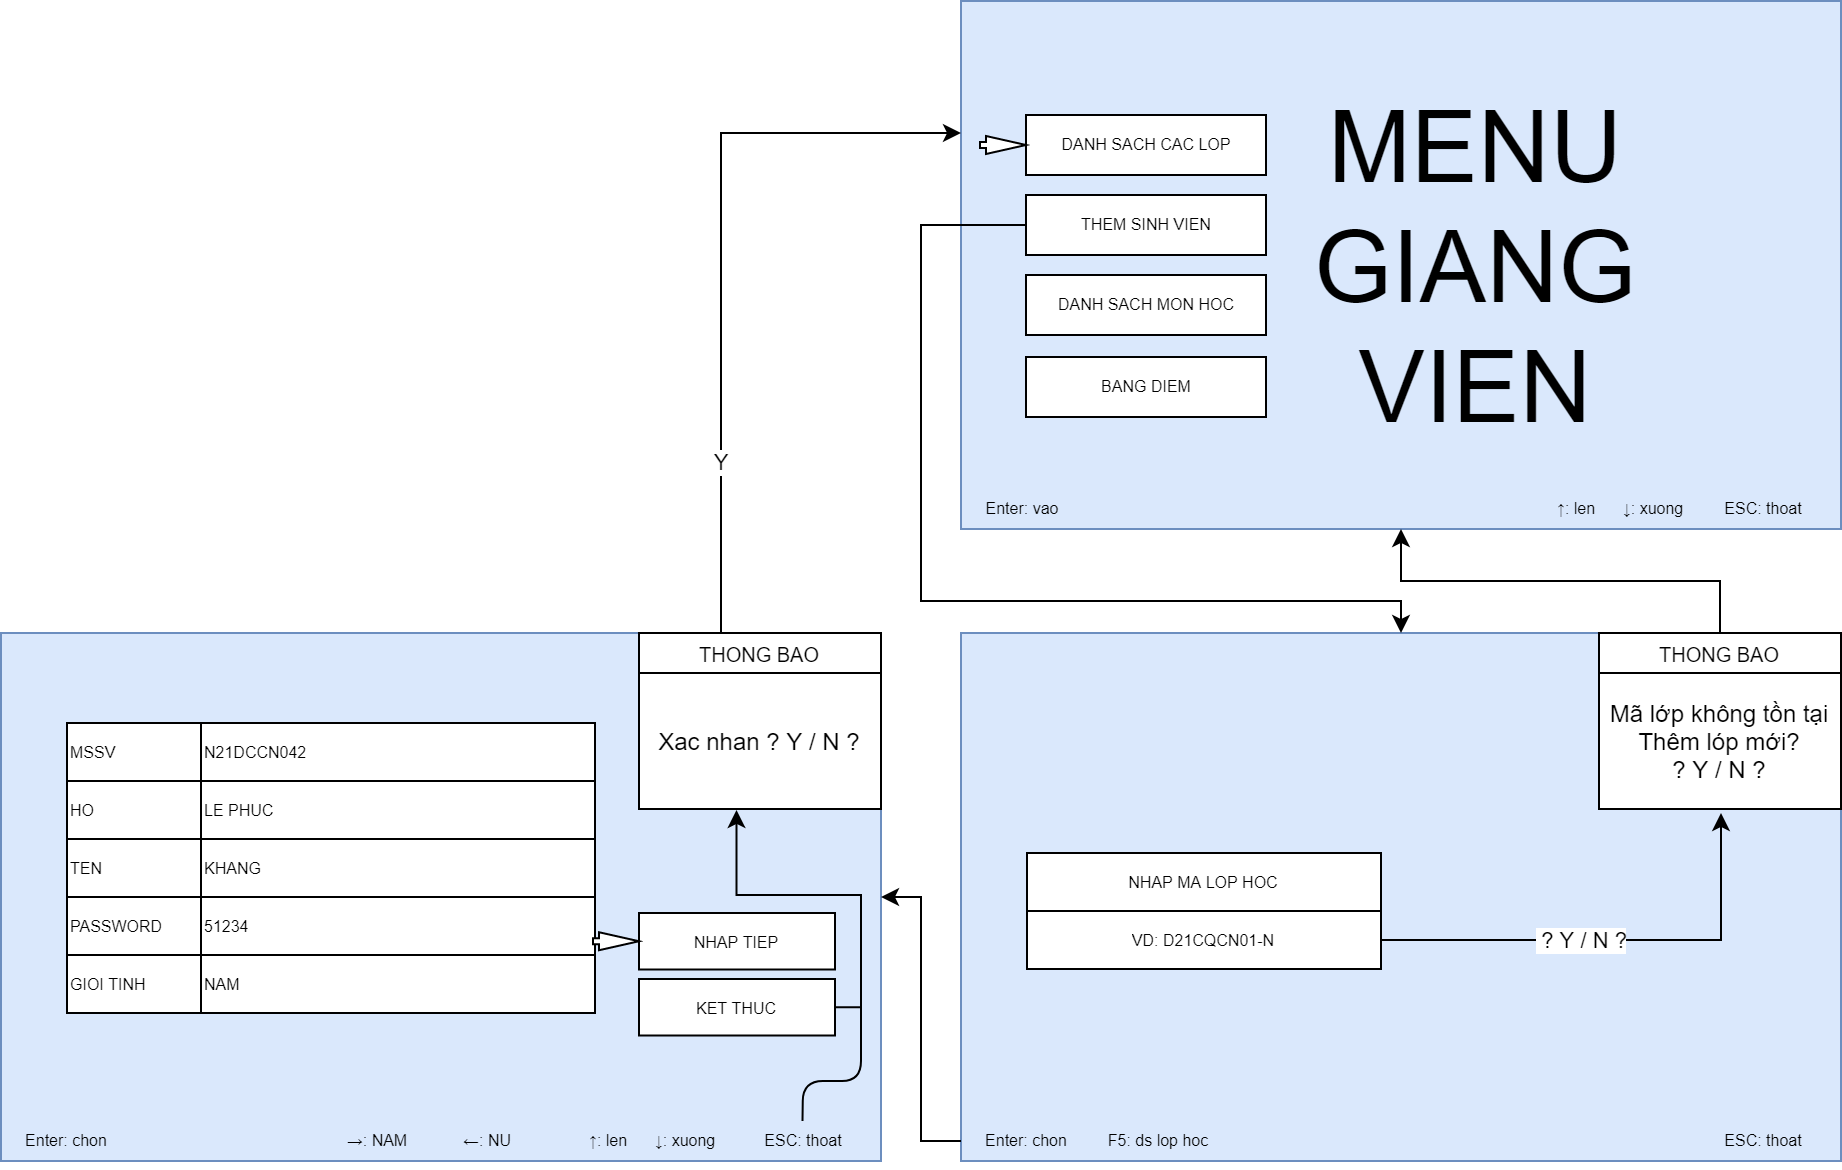 DANH SACH CAC LOP
THEM SINH VIEN
DANH SACH MON HOC
BANG DIEM
MENU
GIANG
VIEN
Enter: vao
↑: len
↓: xuong
ESC: thoat
Y
THONG BAO
Xac nhan ? Y / N ?
MSSV
N21DCCN042
HO
LE PHUC
TEN
KHANG
PASSWORD
51234
GIOI TINH
NAM
NHAP TIEP
KET THUC
Enter: chon
→: NAM
←: NU
↑: len
↓: xuong
ESC: thoat
THONG BAO
Mã lớp không tồn tại
Thêm lóp mới?
? Y / N ?
NHAP MA LOP HOC
VD: D21CQCN01-N
? Y / N ?
Enter: chon
F5: ds lop hoc
ESC: thoat